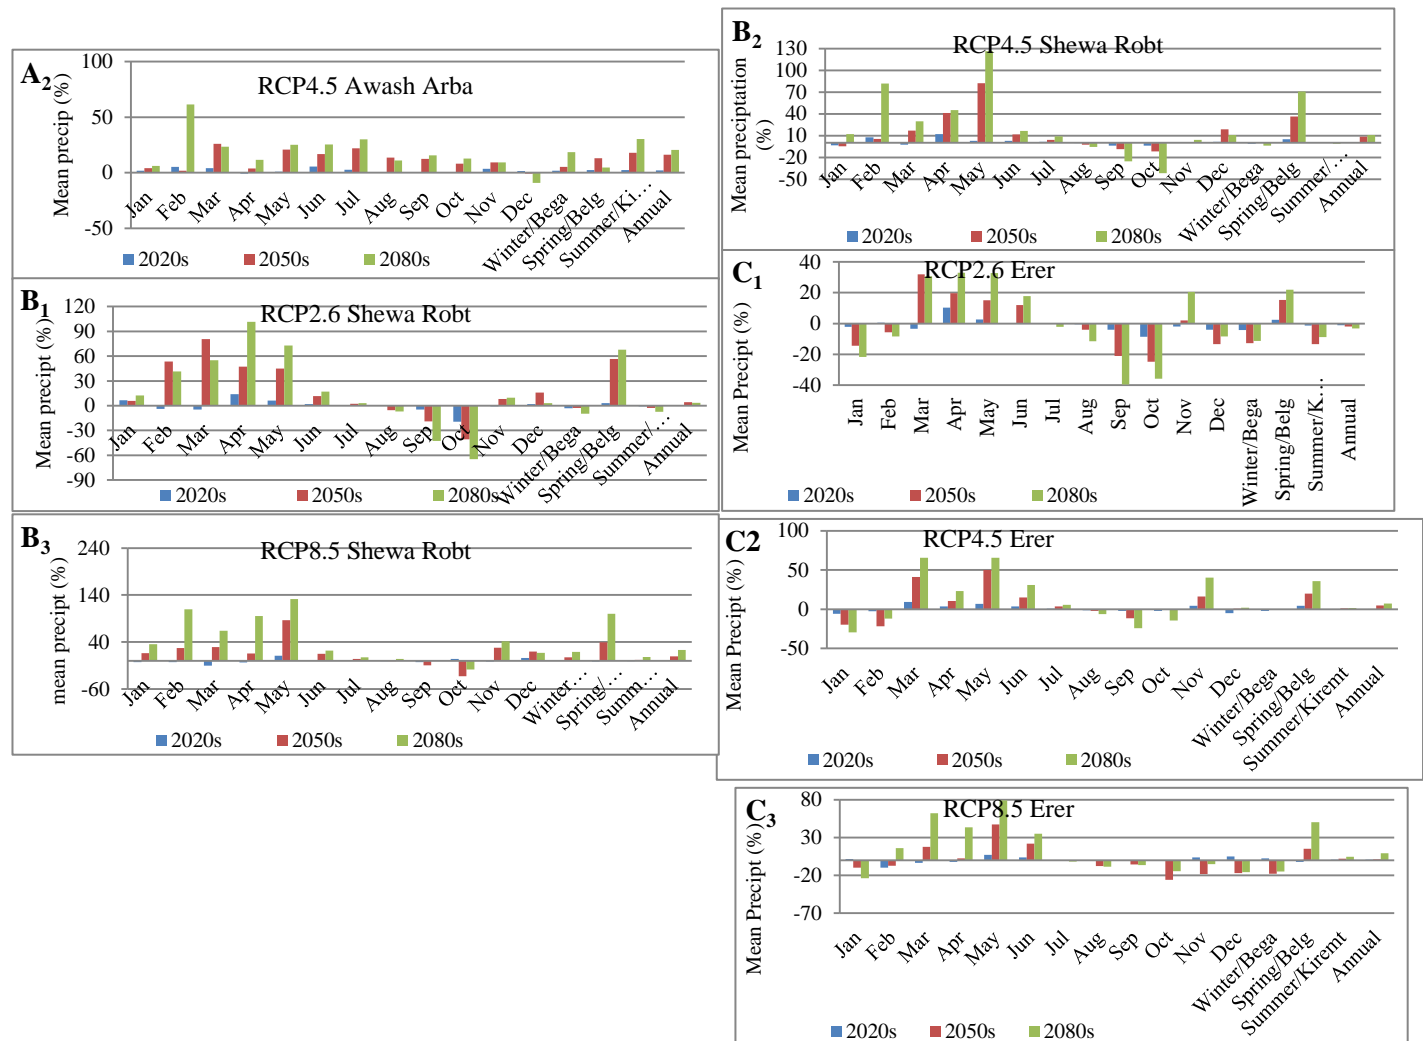 A2
RCP4.5 Awash Arba
Mean precip (%)
100
50
0
-50
Jan Feb Mar Apr May Jun Jul Aug Sep Oct Nov Dec Winter/Bega Spring/Belg Summer/Ki… Annual
2020s 2050s 2080s
B2
RCP4.5 Shewa Robt
Mean precipitation
(%)
130
100
70
40
10
-20
-50
Jan Feb Mar Apr May Jun Jul Aug Sep Oct Nov Dec Winter/Bega Spring/Belg Summer/… Annual
2020s 2050s 2080s
B1
RCP2.6 Shewa Robt
Mean precipt (%)
120
90
60
30
0
-30
-60
-90
Jan Feb Mar Apr May Jun Jul Aug Sep Oct Nov Dec Winter/Bega Spring/Belg Summer/… Annual
2020s 2050s 2080s
C1
RCP2.6 Erer
Mean Precipt (%)
40
20
0
-20
-40
Jan Feb Mar Apr May Jun Jul Aug Sep Oct Nov Dec Winter/Bega Spring/Belg Summer/K… Annual
2020s 2050s 2080s
B3
RCP8.5 Shewa Robt
mean precipt (%)
240
140
40
-60
Jan Feb Mar Apr May Jun Jul Aug Sep Oct Nov Dec Winter… Spring/… Summ… Annual
2020s 2050s 2080s
C2
RCP4.5 Erer
Mean Precipt (%)
100
50
0
-50
Jan Feb Mar Apr May Jun Jul Aug Sep Oct Nov Dec Winter/Bega Spring/Belg Summer/Kiremt Annual
2020s 2050s 2080s
C3
RCP8.5 Erer
Mean Precipt (%)
80
30
-20
-70
Jan Feb Mar Apr May Jun Jul Aug Sep Oct Nov Dec Winter/Bega Spring/Belg Summer/Kiremt Annual
2020s 2050s 2080s